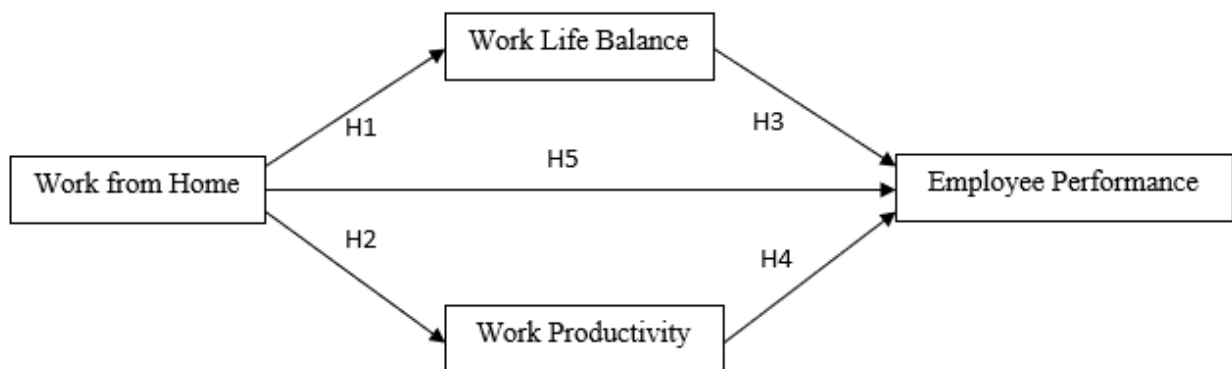 Work Life Balance
H1
H3
H5
Work from Home
Employee Performance
H2
H4
Work Productivity